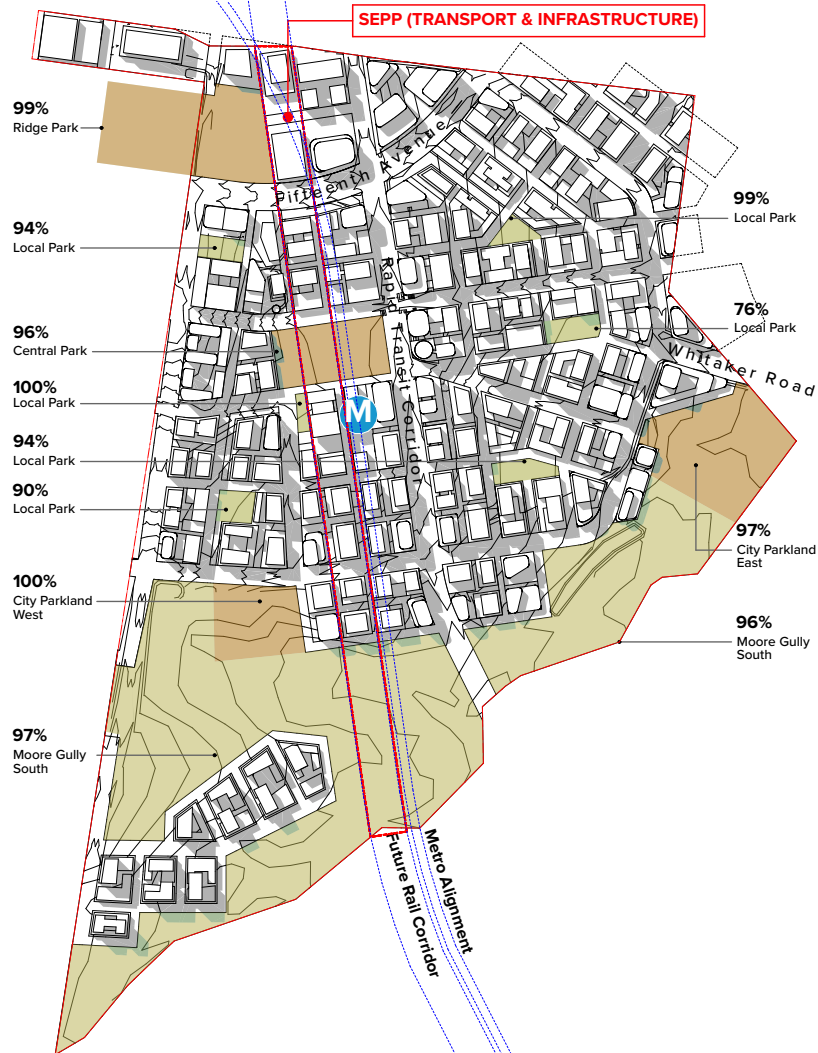 SEPP (TRANSPORT & INFRASTRUCTURE)
99%
Ridge Park
Fifteenth Avenue
94%
Local Park
99%
Local Park
Rapid Transit Corridor
96%
Central Park
76%
Local Park
Whitaker Road
100%
Local Park
M
94%
Local Park
90%
Local Park
97%
City Parkland
East
100%
City Parkland
West
96%
Moore Gully
South
97%
Moore Gully
South
Future Rail Corridor
Metro Alignment